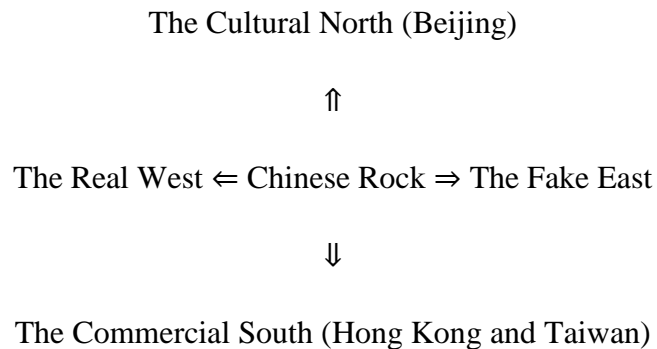 The Cultural North (Beijing)
⇑
The Real West ⇐ Chinese Rock ⇒ The Fake East
⇓
The Commercial South (Hong Kong and Taiwan)